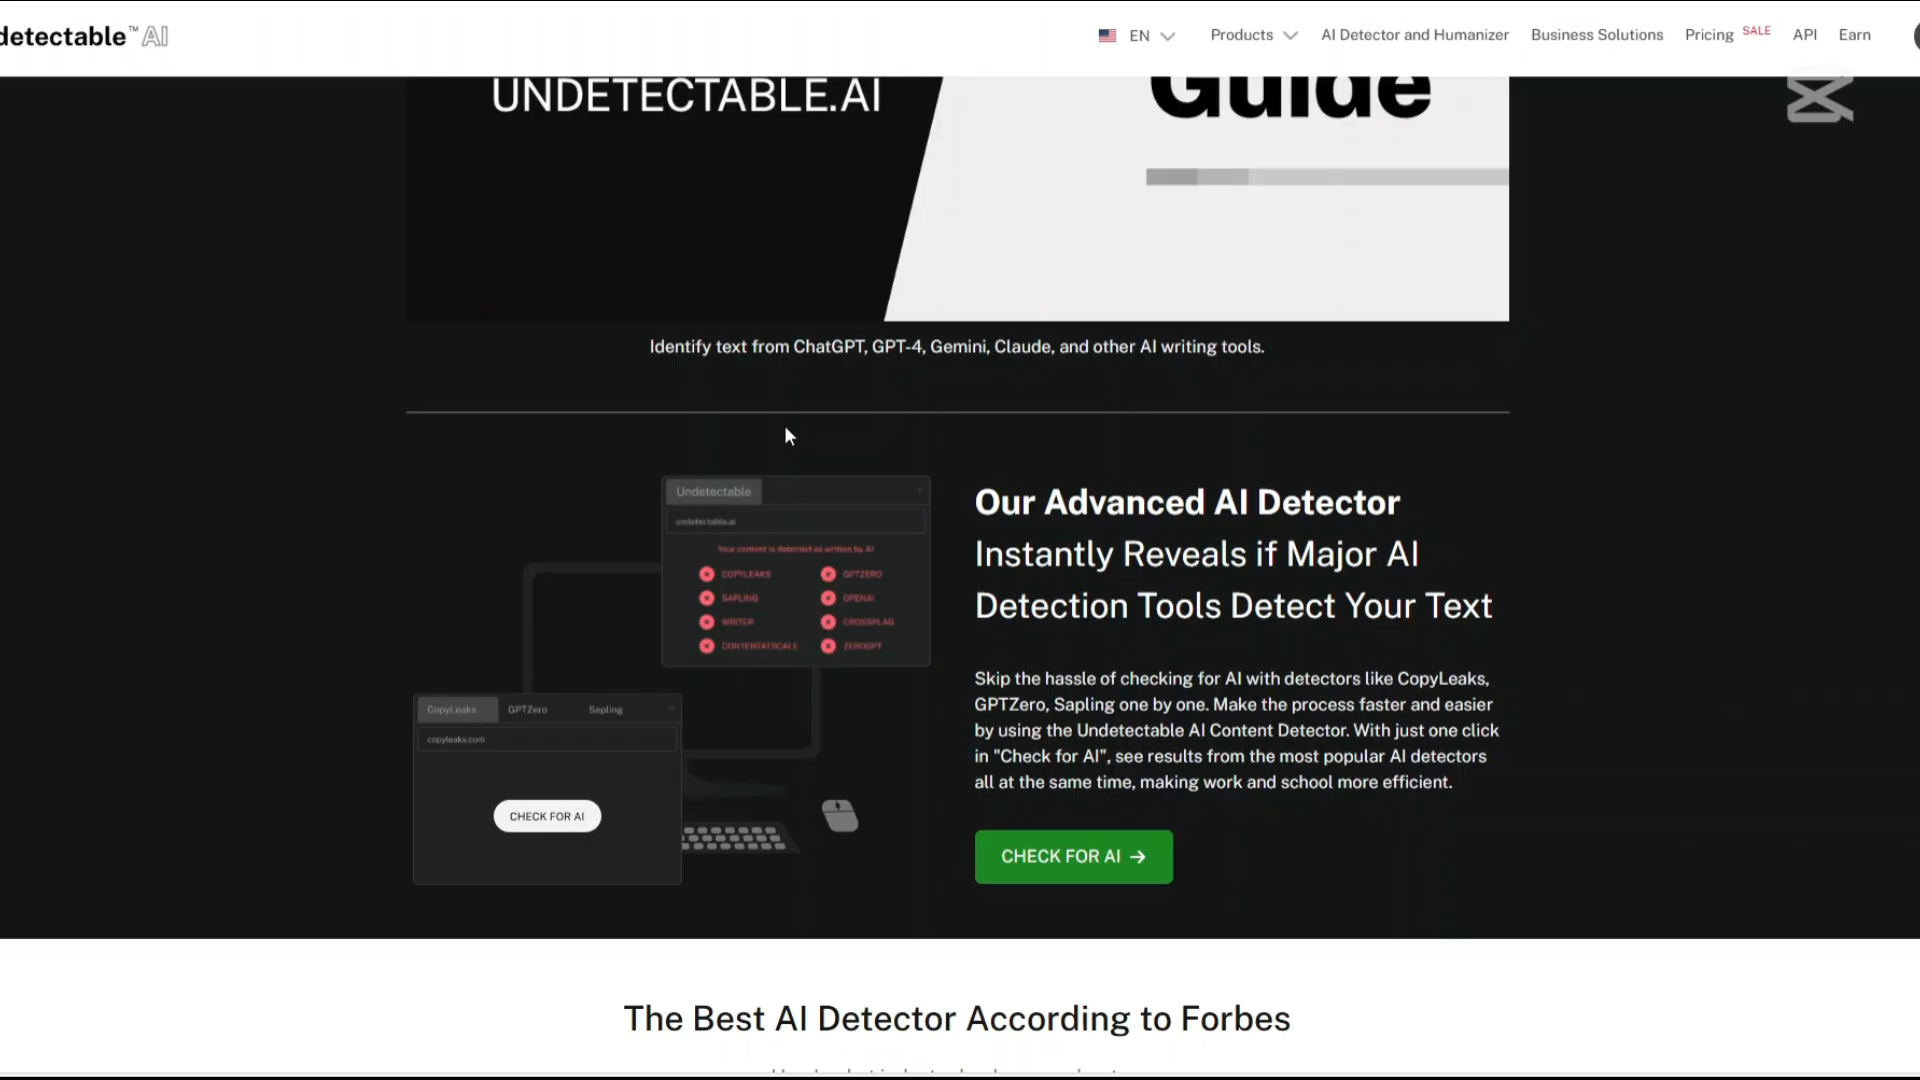 detectable™ AI
EN
Products
AI Detector and Humanizer
Business Solutions
Pricing SALE
API
Earn
UNDETECTABLE.AI
Guide
Identify text from ChatGPT, GPT-4, Gemini, Claude, and other AI writing tools.
Undetectable
undetectable.ai
Your content is detected as written by AI
COPYLEAKS
GPTZERO
SAPLING
OPENAI
WRITER
CROSSPLAG
CONTENTATSCALE
ZEROGPT
CopyLeaks
GPTZero
Sapling
copyleaks.com
CHECK FOR AI
Our Advanced AI Detector
Instantly Reveals if Major AI
Detection Tools Detect Your Text
Skip the hassle of checking for AI with detectors like CopyLeaks,
GPTZero, Sapling one by one. Make the process faster and easier
by using the Undetectable AI Content Detector. With just one click
in "Check for AI", see results from the most popular AI detectors
all at the same time, making work and school more efficient.
CHECK FOR AI →
The Best AI Detector According to Forbes